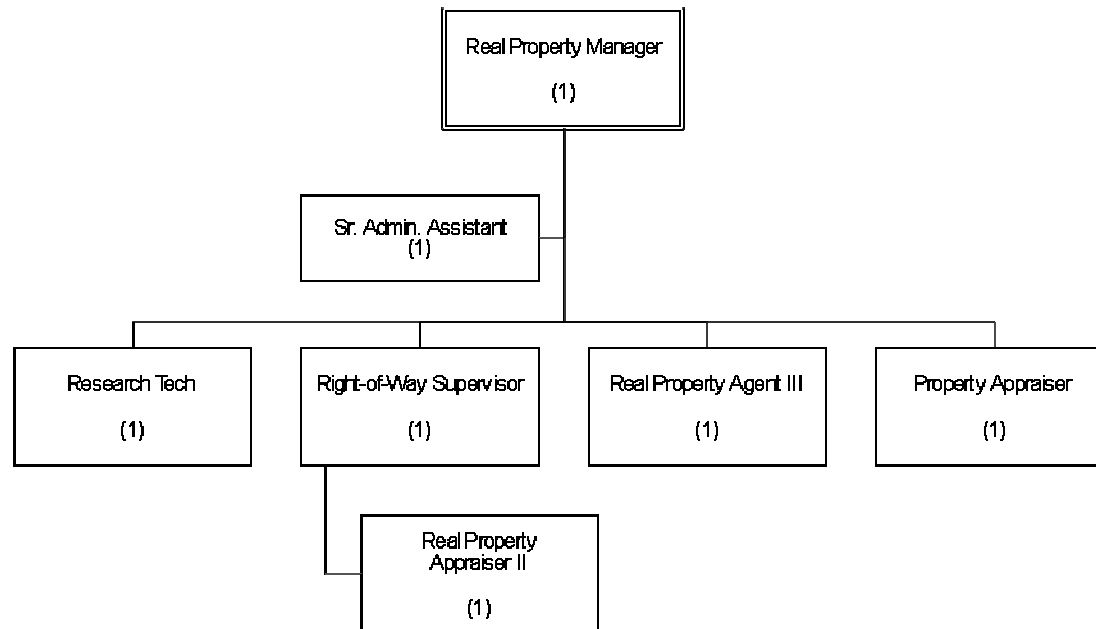 Real Property Manager
(1)
Sr. Admin. Assistant
(1)
Research Tech
(1)
Right-of-Way Supervisor
(1)
Real Property Agent III
(1)
Property Appraiser
(1)
Real Property
Appraiser II
(1)